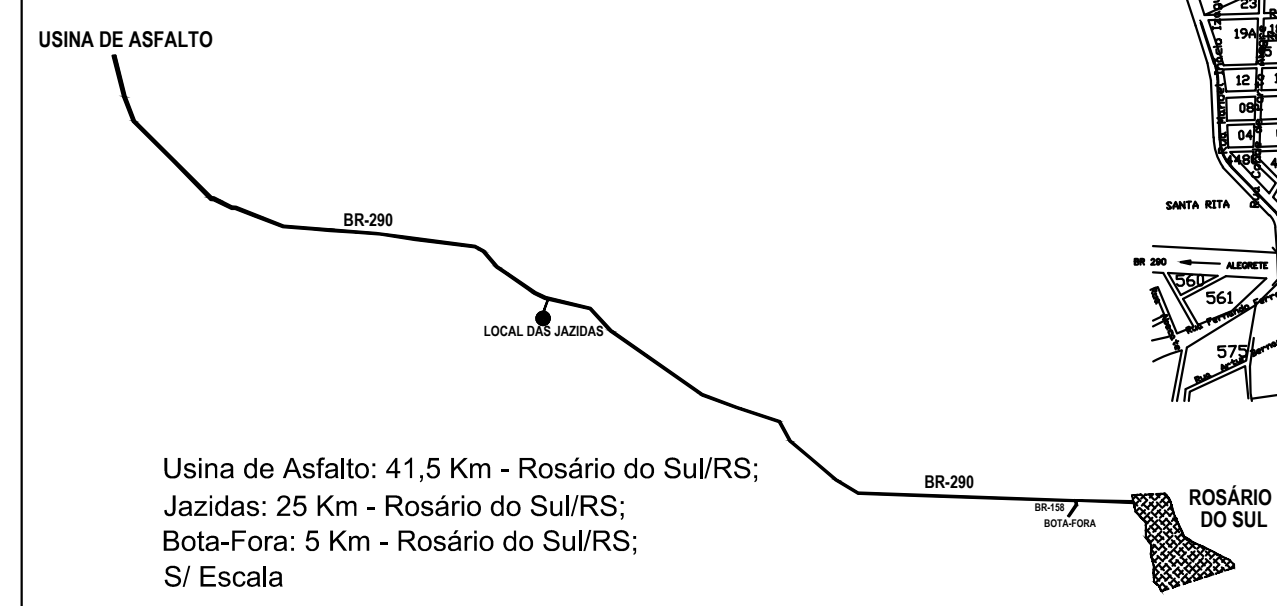 USINA DE ASFALTO
BR-290
LOCAL DAS JAZIDAS
Usina de Asfalto: 41,5 Km - Rosário do Sul/RS;
Jazidas: 25 Km - Rosário do Sul/RS;
Bota-Fora: 5 Km - Rosário do Sul/RS;
S/ Escala
BR-290
BR-158
BOTA-FORA
ROSÁRIO
DO SUL
23
19A
12
08
04
SANTA RITA
BR 290
ALEGRETE
560
561
575